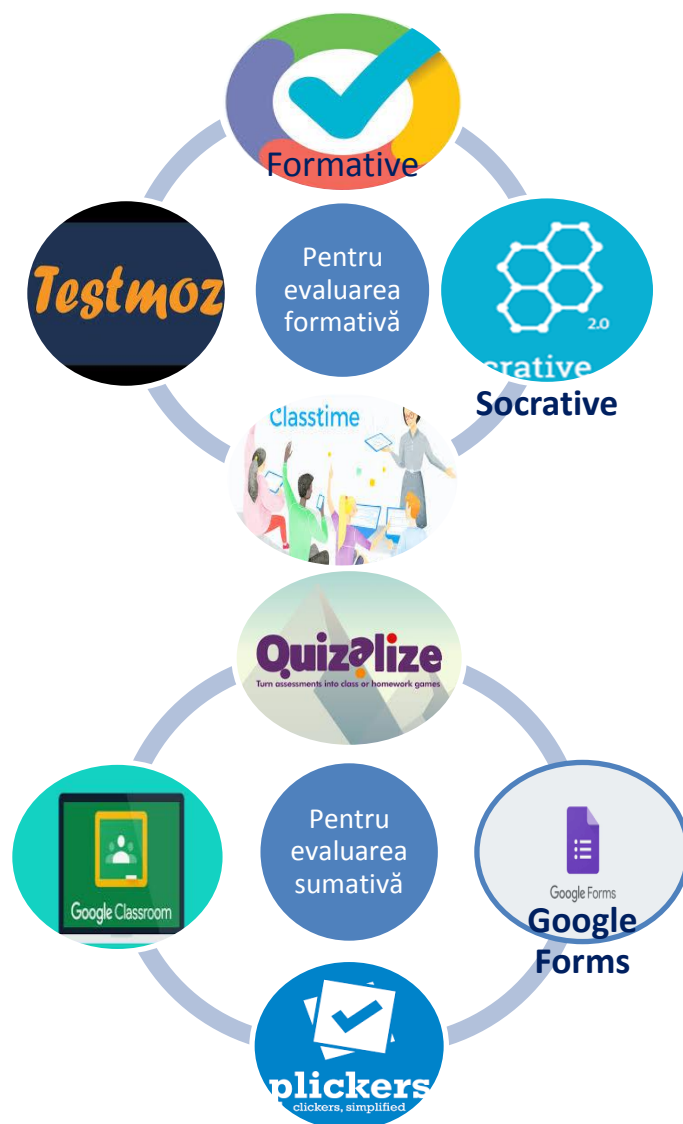 Formative
Testmoz
Pentru
evaluarea
formativă
2.0
crative
Socrative
Classtime
Quizalize
Turn assessments into class or homework games
Google Classroom
Pentru
evaluarea
sumativă
Google Forms
Google
Forms
plickers
clickers, simplified